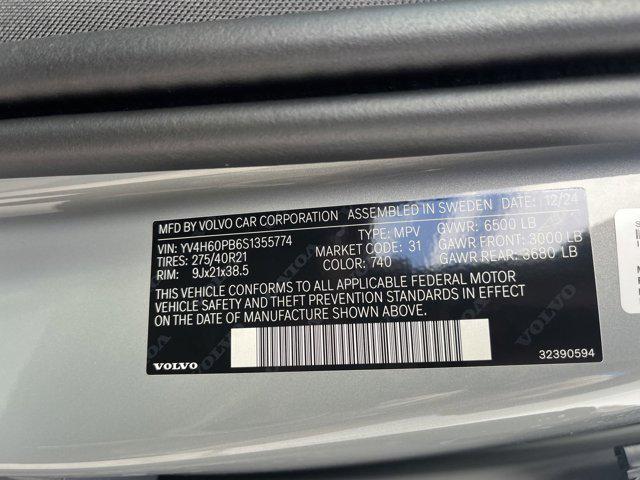 MFD BY VOLVO CAR CORPORATION ASSEMBLED IN SWEDEN DATE: 12/24
VIN: YV4H60PB6S1355774 TYPE: MPV GVWR: 6500 LB
TIRES: 275/40R21 MARKET CODE: 31 GAWR FRONT: 3000 LB
RIM: 9Jx21x38.5 COLOR: 740 GAWR REAR: 3680 LB
THIS VEHICLE CONFORMS TO ALL APPLICABLE FEDERAL MOTOR
VEHICLE SAFETY AND THEFT PREVENTION STANDARDS IN EFFECT
ON THE DATE OF MANUFACTURE SHOWN ABOVE.
VOLVO 32390594